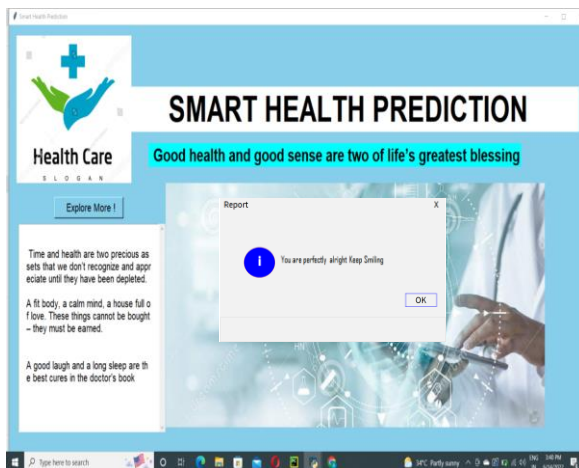 Smart Health Prediction
Health Care
SLOGAN
SMART HEALTH PREDICTION
Good health and good sense are two of life's greatest blessing
Explore More !
Time and health are two precious as
sets that we don't recognize and appr
eciate until they have been depleted.
A fit body, a calm mind, a house full o
f love. These things cannot be bought
– they must be earned.
A good laugh and a long sleep are th
e best cures in the doctor's book
Report
X
i
You are perfectly alright Keep Smiling
OK
HN
Type here to search
34°C Partly sunny
ENG
IN